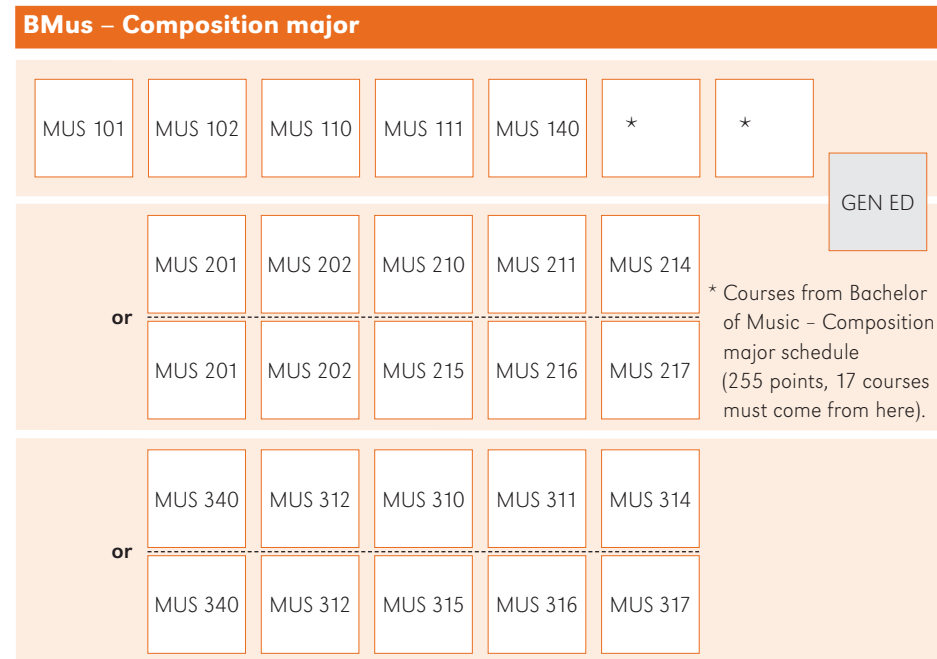 BMus – Composition major
MUS 101 MUS 102 MUS 110 MUS 111 MUS 140 * *
GEN ED
MUS 201 MUS 202 MUS 210 MUS 211 MUS 214
or
MUS 201 MUS 202 MUS 215 MUS 216 MUS 217
* Courses from Bachelor
of Music – Composition
major schedule
(255 points, 17 courses
must come from here).
MUS 340 MUS 312 MUS 310 MUS 311 MUS 314
or
MUS 340 MUS 312 MUS 315 MUS 316 MUS 317